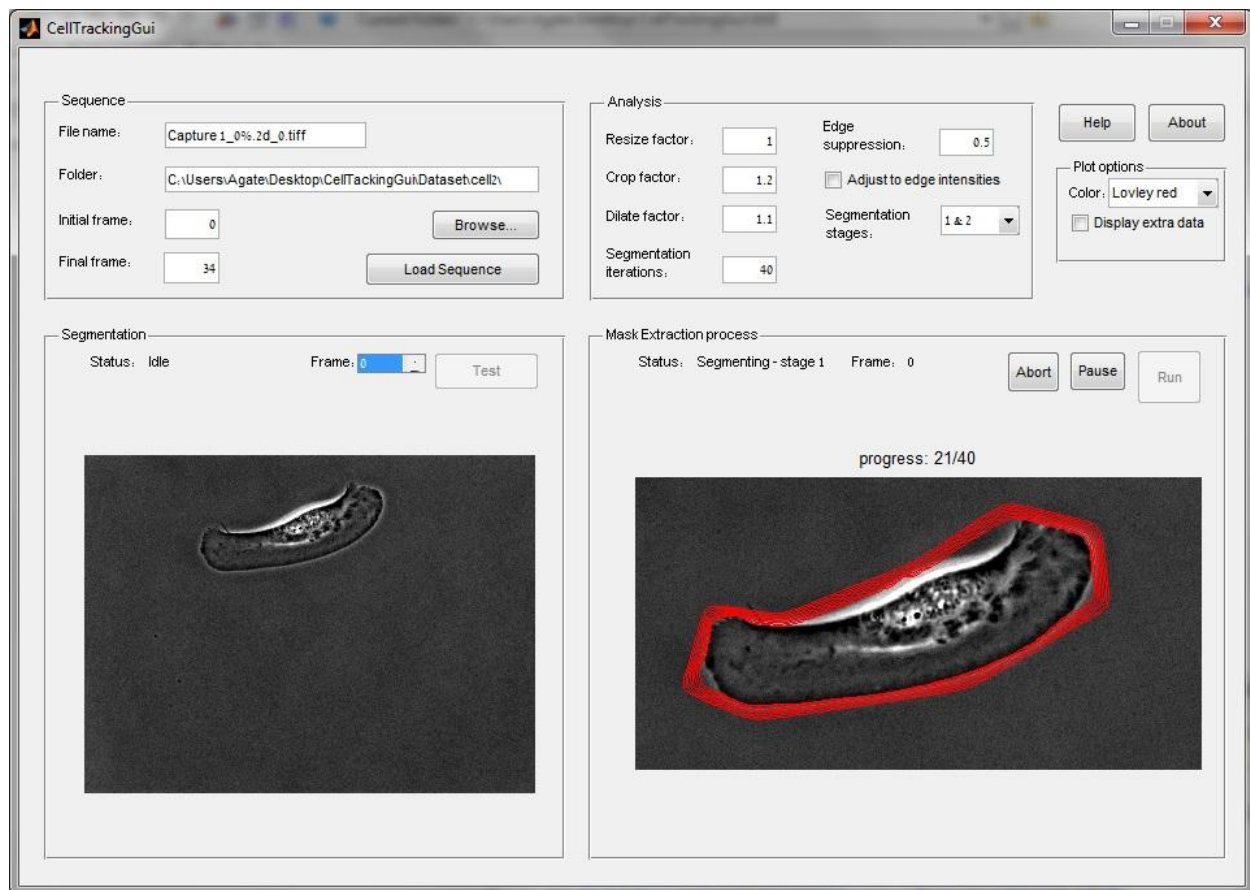 CellTrackingGui
Sequence
File name:
Capture 1_0%.2d_0.tiff
Folder:
C:\Users\Agate\Desktop\CellTackingGui\Dataset\cell2\
Initial frame:
0
Browse...
Final frame:
34
Load Sequence
Analysis
Resize factor:
1
Crop factor:
1.2
Dilate factor:
1.1
Segmentation
iterations:
40
Edge
suppression:
0.5
Adjust to edge intensities
Segmentation
stages:
1 & 2
Help
About
Plot options
Color:
Lovley red
Display extra data
Segmentation
Status: Idle
Frame:
0
Test
Mask Extraction process
Status: Segmenting - stage 1
Frame: 0
Abort
Pause
Run
progress: 21/40